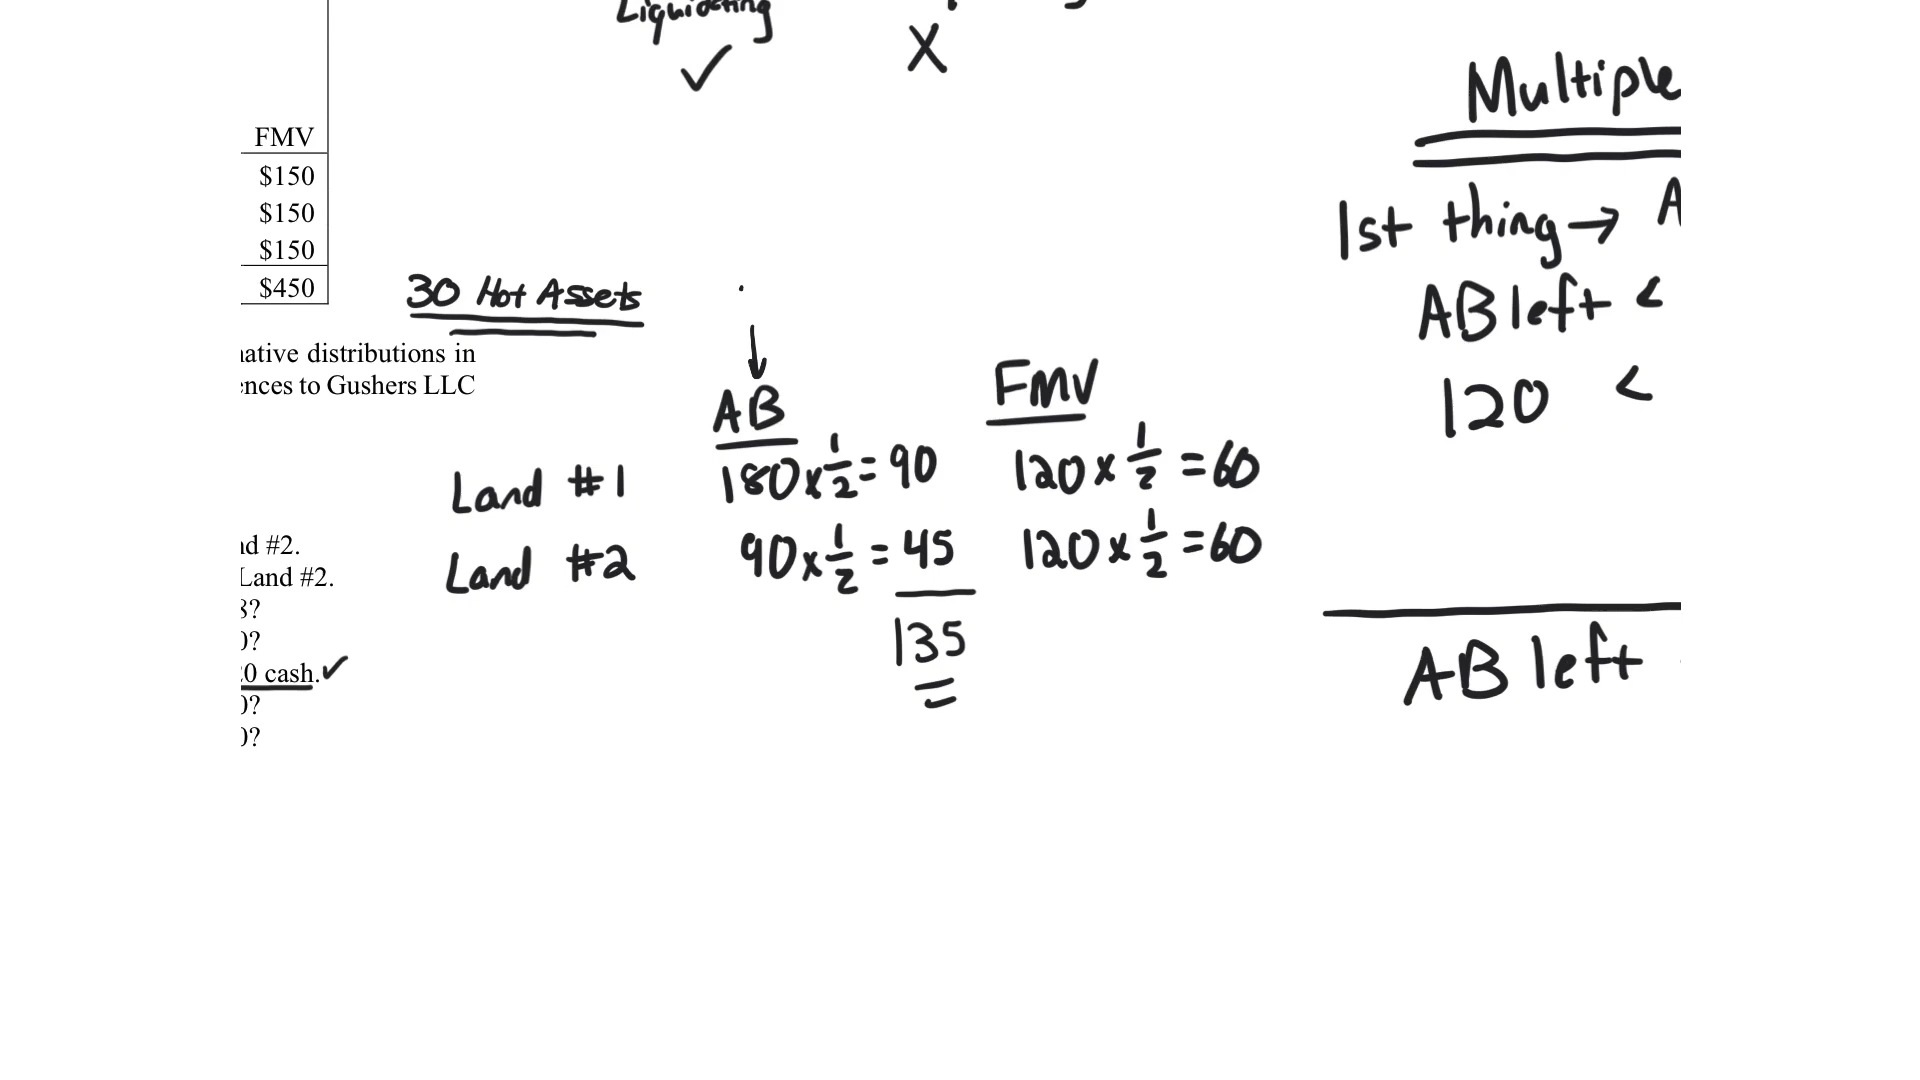 Liquidating
✓ X
FMV
$150
$150
$150
$450
30 Hot Assets
ative distributions in
ences to Gushers LLC
AB FMV
Land #1 180 x 1/2 = 90 120 x 1/2 = 60
Land #2 90 x 1/2 = 45 120 x 1/2 = 60
135
d #2.
Land #2.
?
)?
0 cash. ✓
)?
)?
Multiple
1st thing → A
AB left <
120 <
AB left